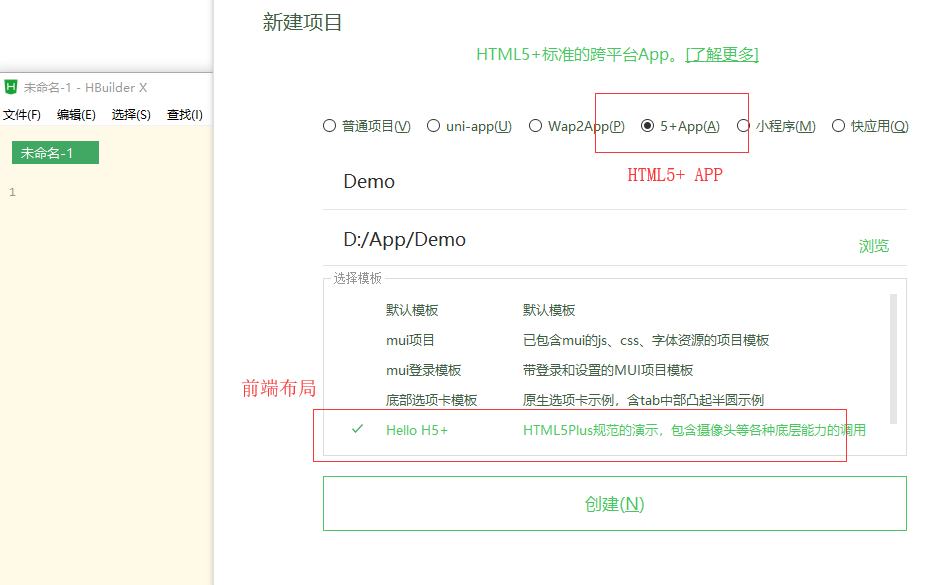 新建项目
HTML5+标准的跨平台App。[了解更多]
未命名-1 - HBuilder X
文件(F) 编辑(E) 选择(S) 查找(I)
未命名-1
1
普通项目(V) uni-app(U) Wap2App(P) 5+App(A) 小程序(M) 快应用(Q)
HTML5+ APP
Demo
D:/App/Demo
浏览
选择模板
默认模板 默认模板
mui项目 已包含mui的js、css、字体资源的项目模板
mui登录模板 带登录和设置的MUI项目模板
前端布局
底部选项卡模板 原生选项卡示例，含tab中部凸起半圆示例
Hello H5+ HTML5Plus规范的演示，包含摄像头等各种底层能力的调用
创建(N)